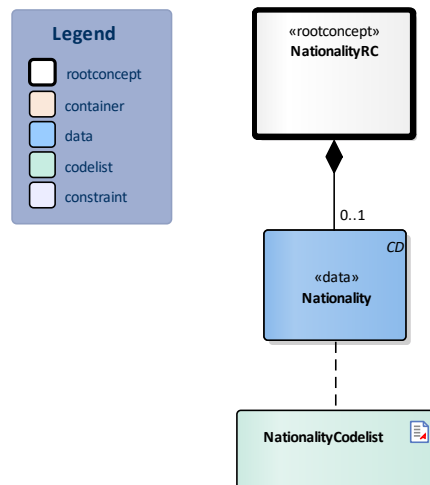 Legend
rootconcept
container
data
codelist
constraint
«rootconcept»
NationalityRC
0..1
CD
«data»
Nationality
NationalityCodelist